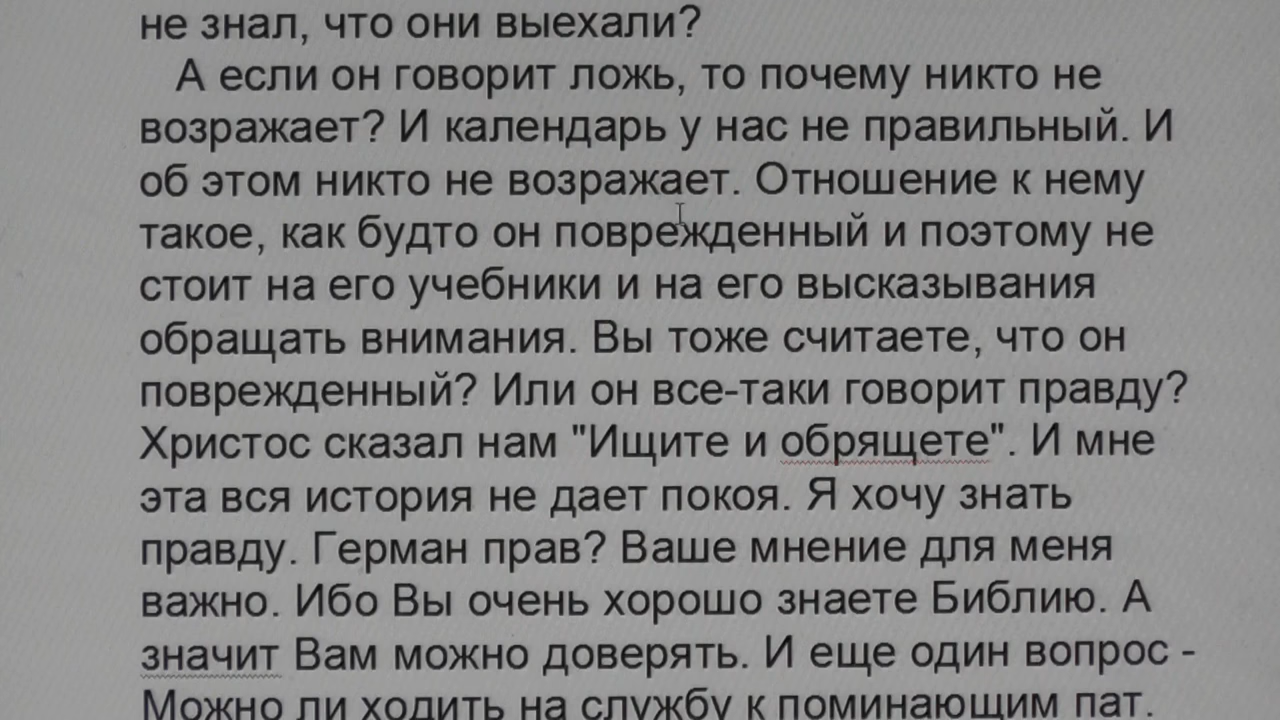 не знал, что они выехали?
А если он говорит ложь, то почему никто не
возражает? И календарь у нас не правильный. И
об этом никто не возражает. Отношение к нему
такое, как будто он поврежденный и поэтому не
стоит на его учебники и на его высказывания
обращать внимания. Вы тоже считаете, что он
поврежденный? Или он все-таки говорит правду?
Христос сказал нам "Ищите и обрящете". И мне
эта вся история не дает покоя. Я хочу знать
правду. Герман прав? Ваше мнение для меня
важно. Ибо Вы очень хорошо знаете Библию. А
значит Вам можно доверять. И еще один вопрос -
Можно ли ходить на службу к поминающим пат.